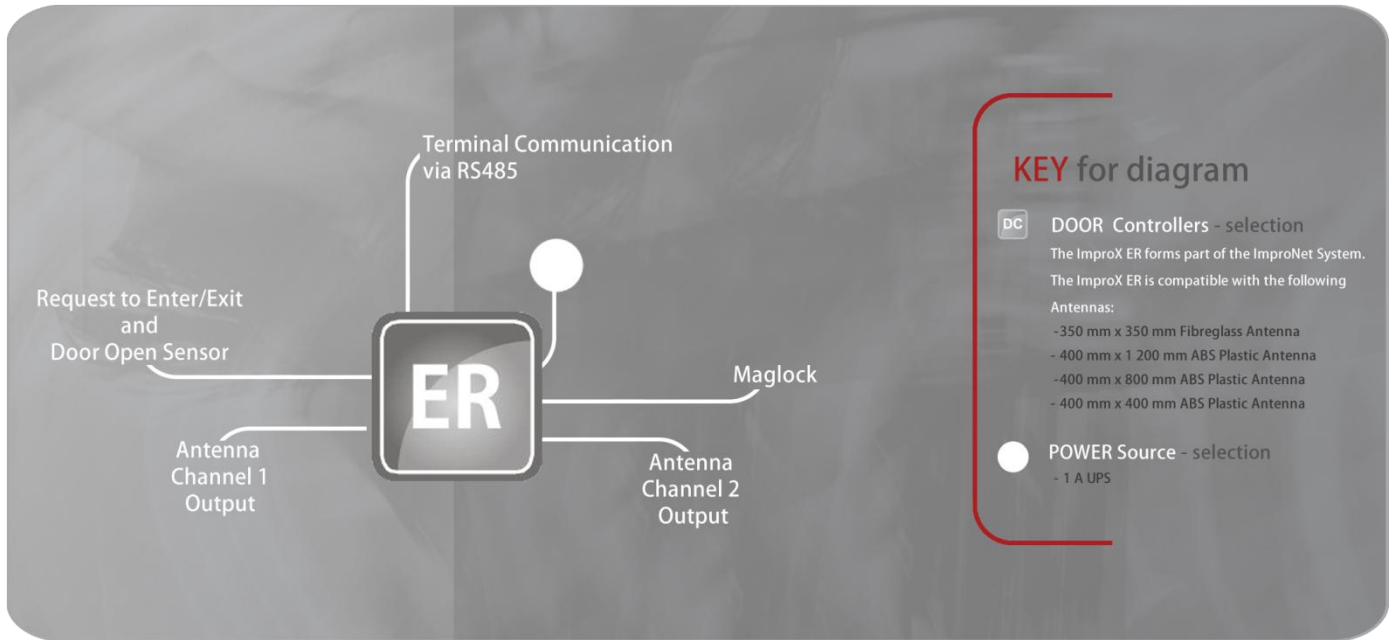 Terminal Communication
via RS485
Request to Enter/Exit
and
Door Open Sensor
ER
Maglock
Antenna
Channel 1
Output
Antenna
Channel 2
Output
KEY for diagram
DC
DOOR Controllers - selection
The ImproX ER forms part of the ImproNet System.
The ImproX ER is compatible with the following
Antennas:
-350 mm x 350 mm Fibreglass Antenna
- 400 mm x 1 200 mm ABS Plastic Antenna
-400 mm x 800 mm ABS Plastic Antenna
- 400 mm x 400 mm ABS Plastic Antenna
POWER Source - selection
- 1 A UPS